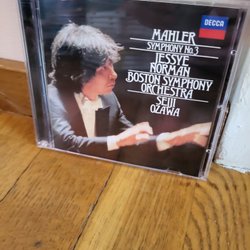 DECCA
MAHLER
SYMPHONY No.3
JESSYE
NORMAN
BOSTON SYMPHONY
ORCHESTRA
SEIJI
OZAWA